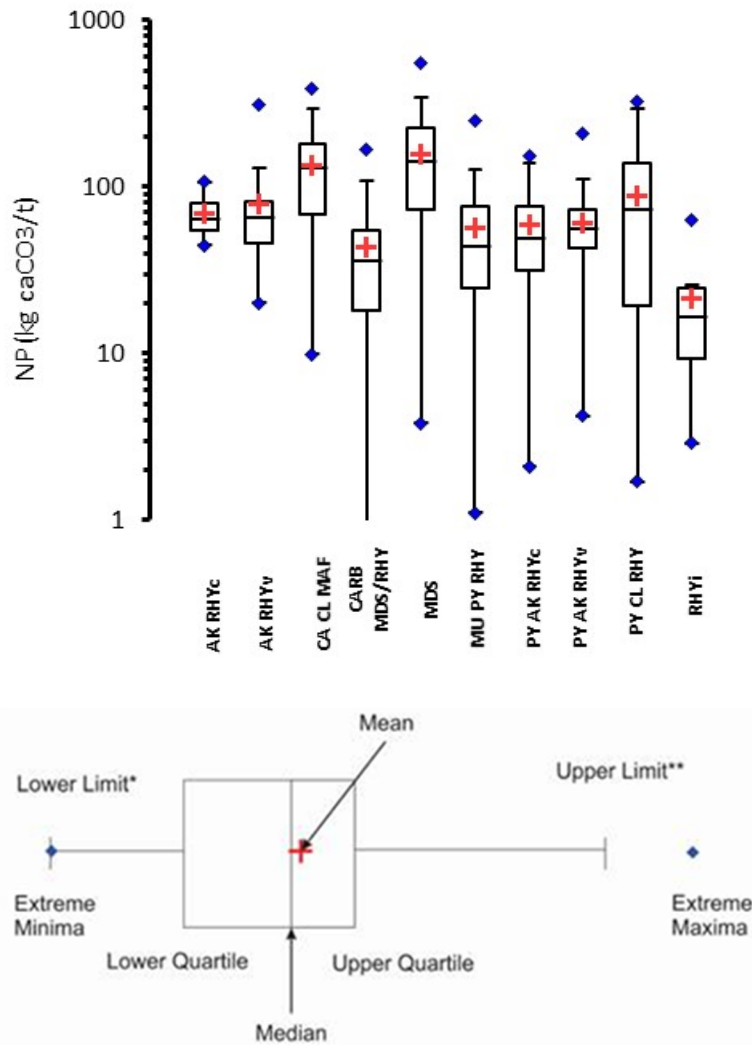 1000
100
10
1
NP (kg caCO3/t)
AK RHYc
AK RHYv
CA CL MAF
CARB
MDS/RHY
MDS
MU PY RHY
PY AK RHYc
PY AK RHYv
PY CL RHY
RHYi
Mean
Lower Limit*
Upper Limit**
Extreme
Minima
Extreme
Maxima
Lower Quartile
Upper Quartile
Median